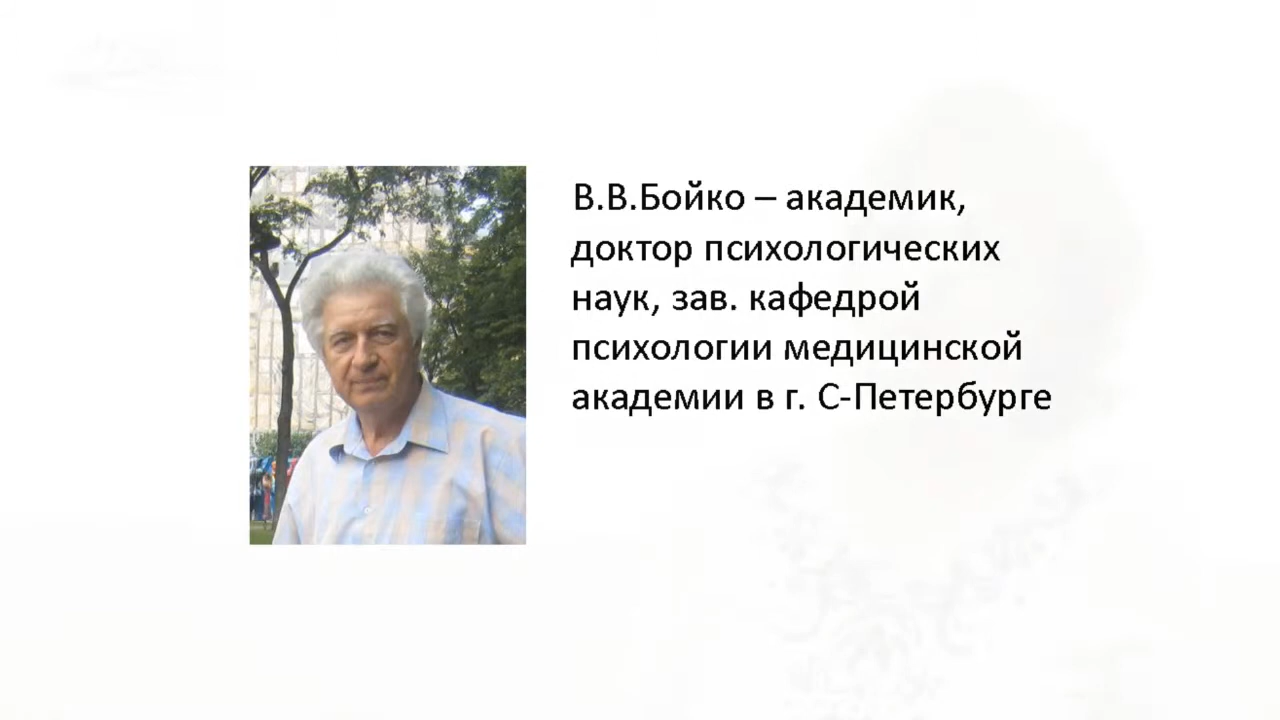 В.В.Бойко – академик,
доктор психологических
наук, зав. кафедрой
психологии медицинской
академии в г. С-Петербурге